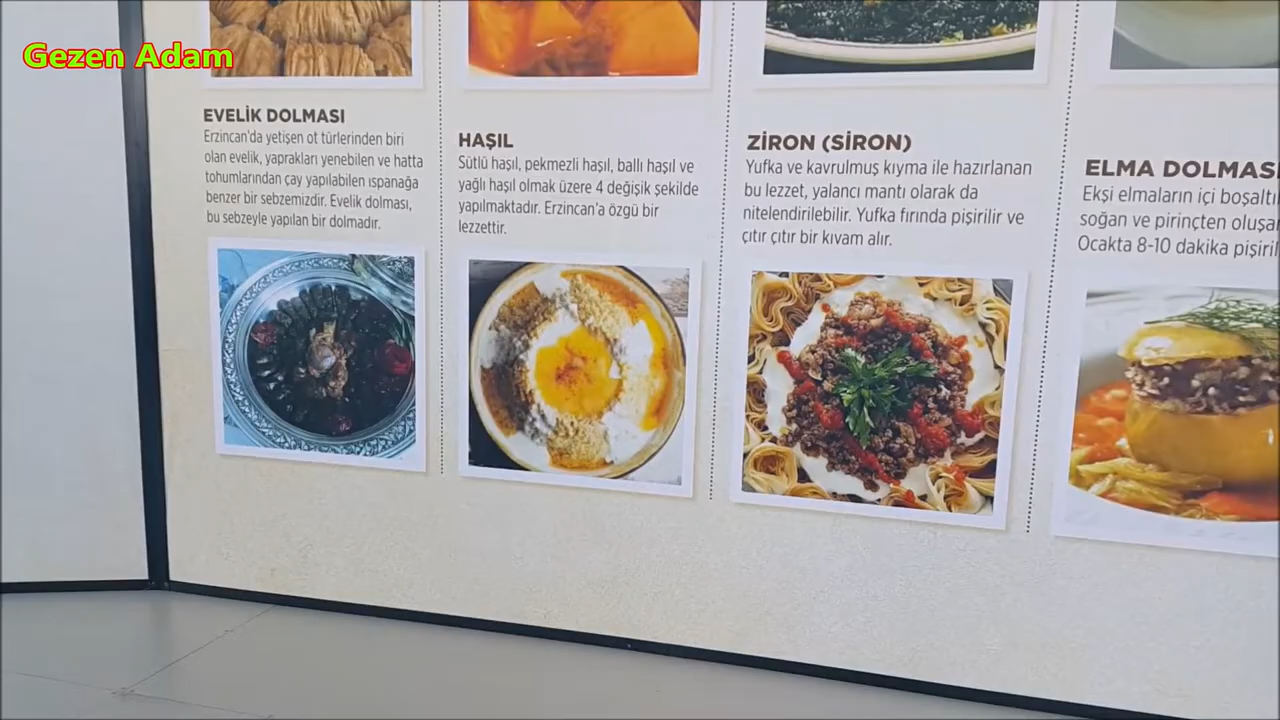 Gezen Adam
EVELİK DOLMASI
Erzincan'da yetişen ot türlerinden biri
olan evelik, yaprakları yenebilen ve hatta
tohumlarından çay yapılabilen ıspanağa
benzer bir sebzemizdir. Evelik dolması,
bu sebzeyle yapılan bir dolmadır.
HAŞIL
Sütlü haşıl, pekmezli haşıl, ballı haşıl ve
yağlı haşıl olmak üzere 4 değişik şekilde
yapılmaktadır. Erzincan'a özgü bir
lezzettir.
ZİRON (SİRON)
Yufka ve kavrulmuş kıyma ile hazırlanan
bu lezzet, yalancı mantı olarak da
nitelendirilebilir. Yufka fırında pişirilir ve
çıtır çıtır bir kıvam alır.
ELMA DOLMAS
Ekşi elmaların içi
soğan ve pirinçten
Ocakta 8-10 dakika